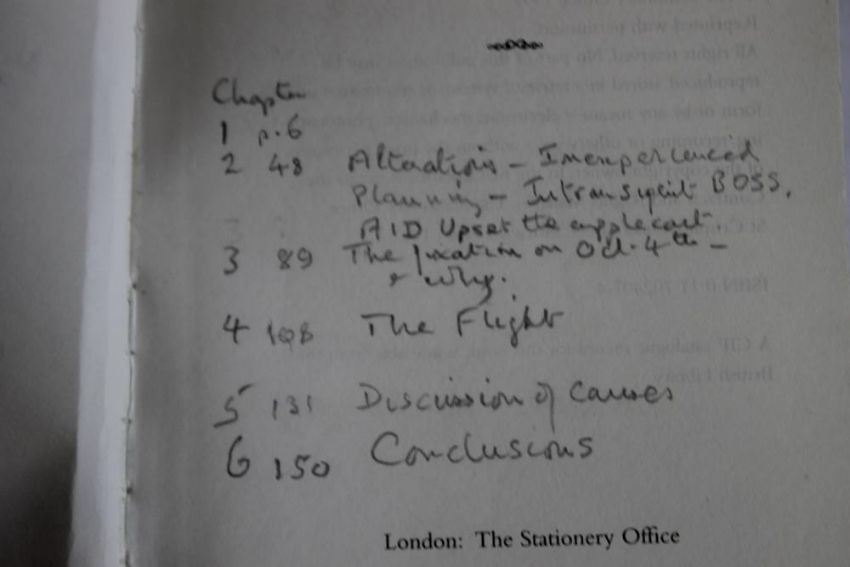 Chapter
1 p.6
2 48 Alterations - Inexperienced
Planning - Intransigent BOSS.
AID Upset the applecart.
3 89 The fixation on Oct. 4th -
& Why.
4 108 The Flight
5 131 Discussion of Causes
6 150 Conclusions
London: The Stationery Office